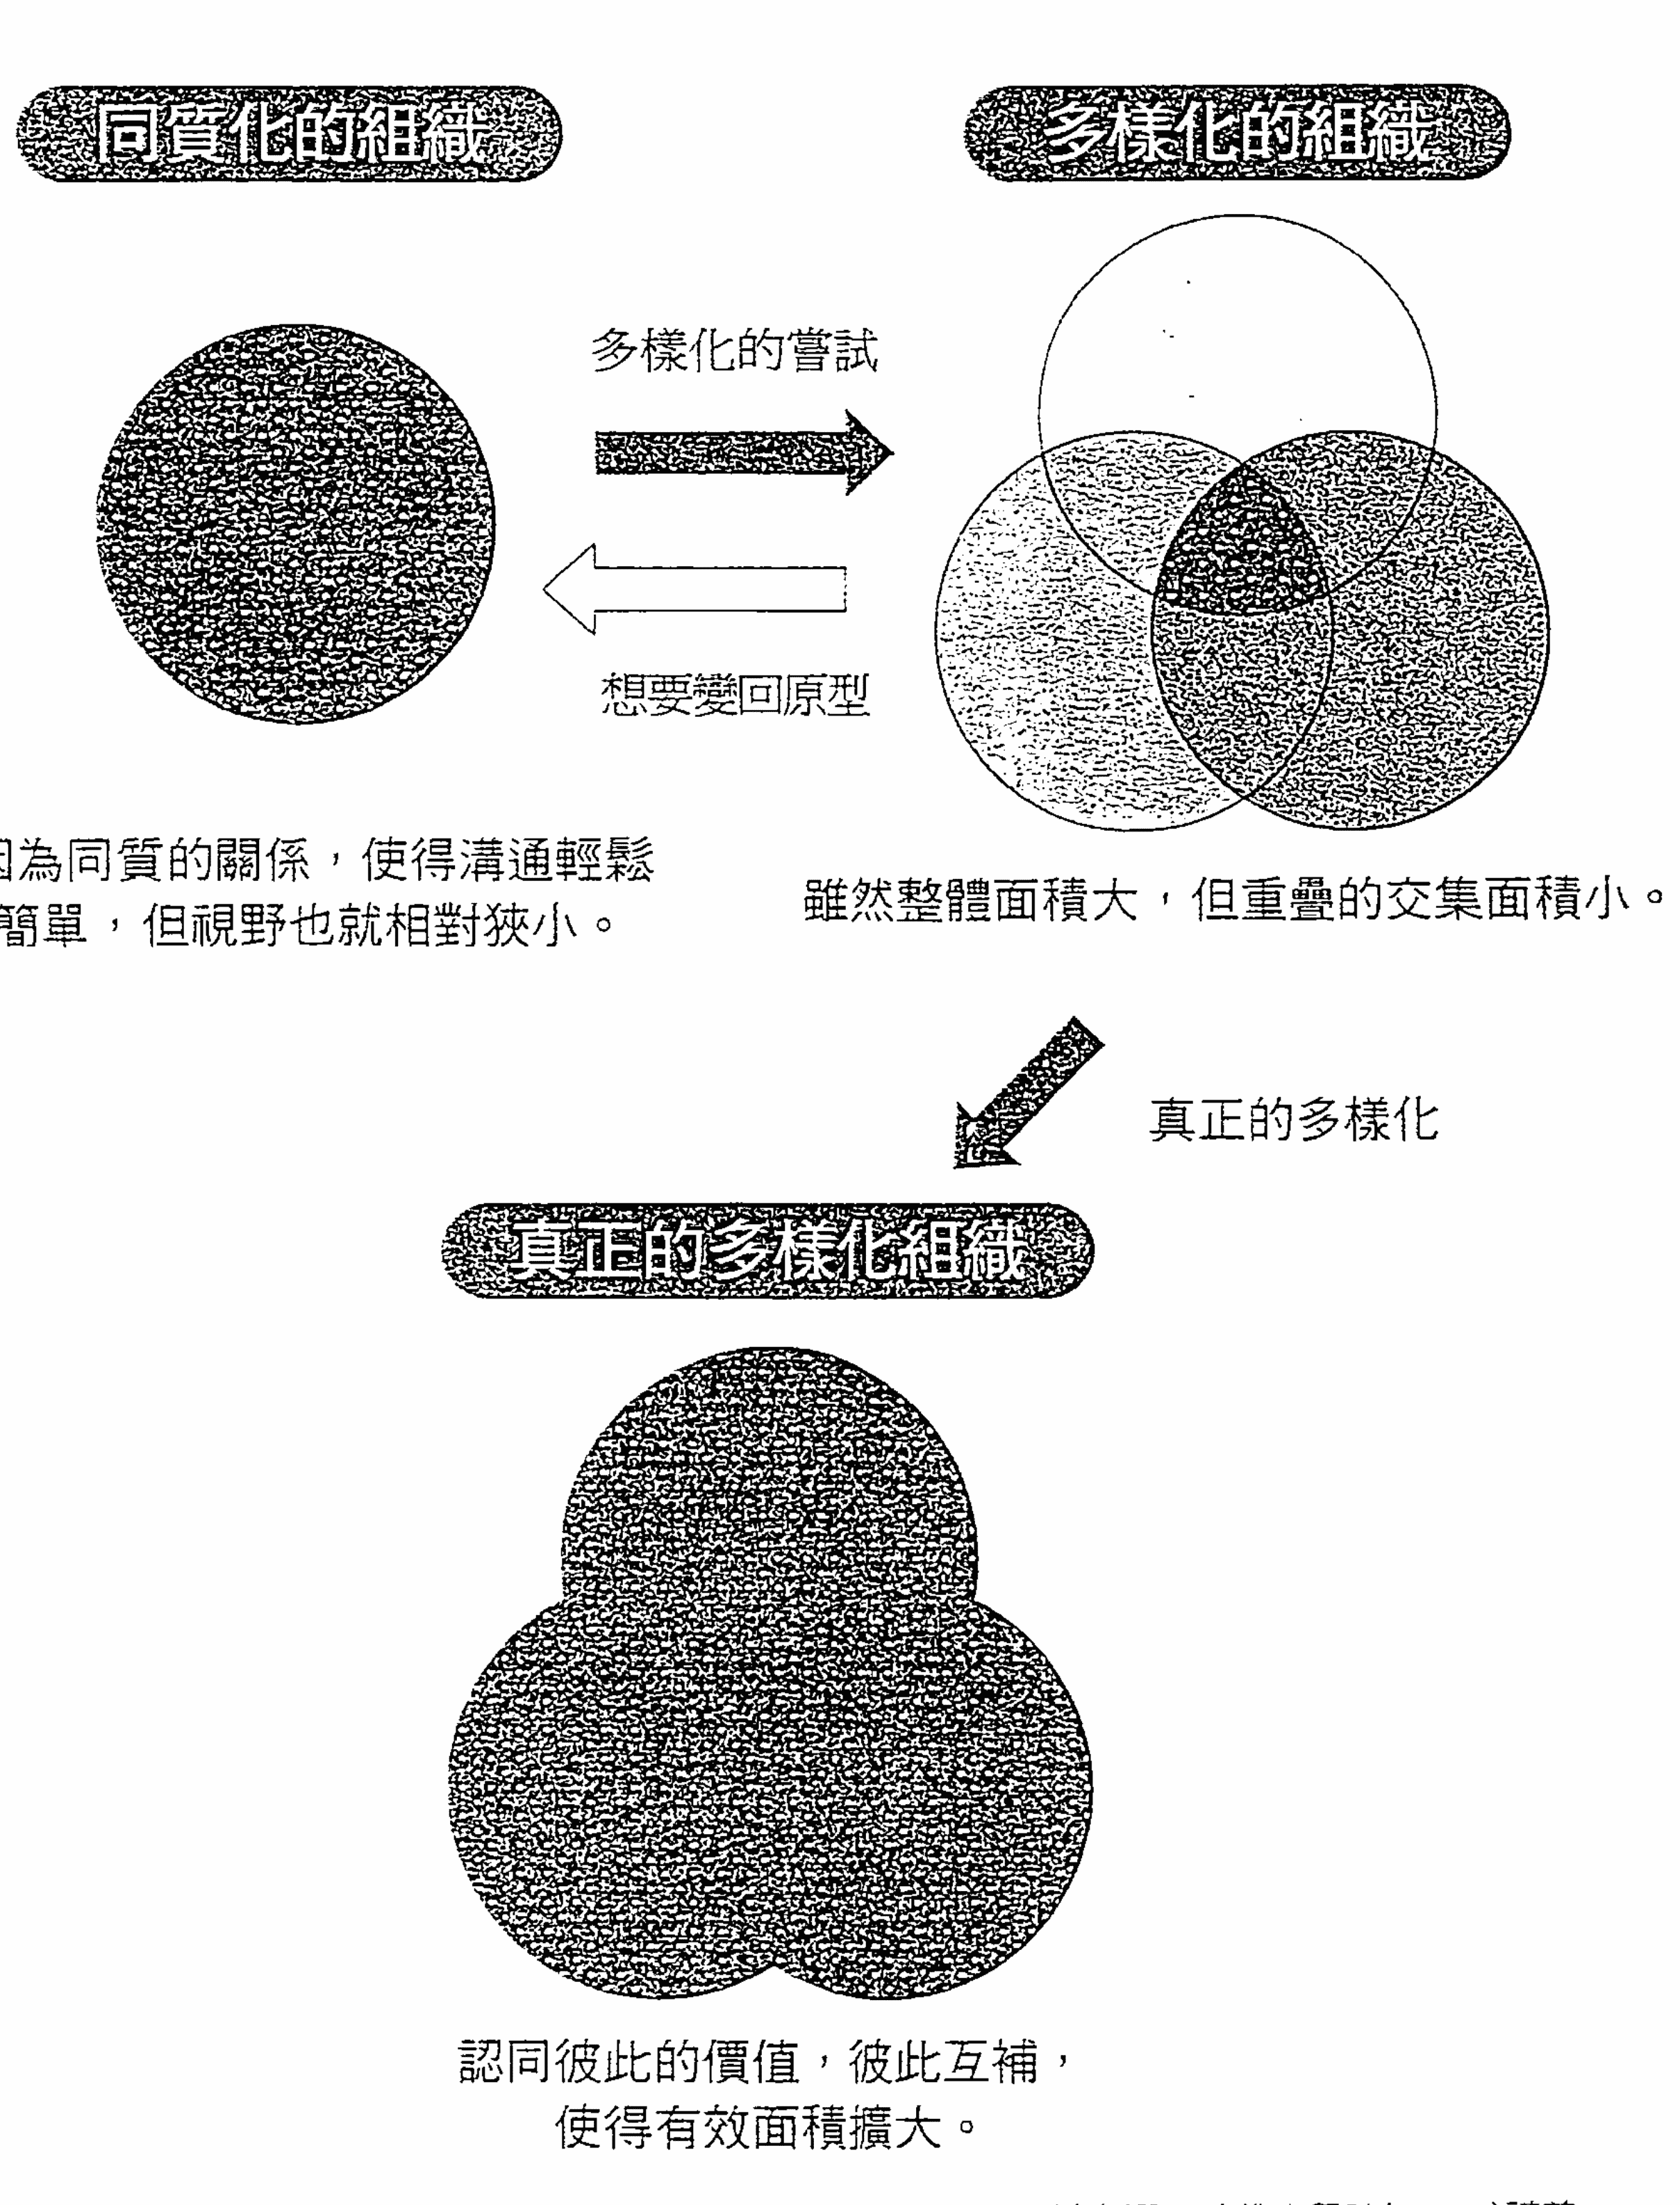 同質化的組織
多樣化的組織
多樣化的嘗試
想要變回原型
因為同質的關係，使得溝通輕鬆
簡單，但視野也就相對狹小。
雖然整體面積大，但重疊的交集面積小。
真正的多樣化
真正的多樣化組織
認同彼此的價值，彼此互補，
使得有效面積擴大。